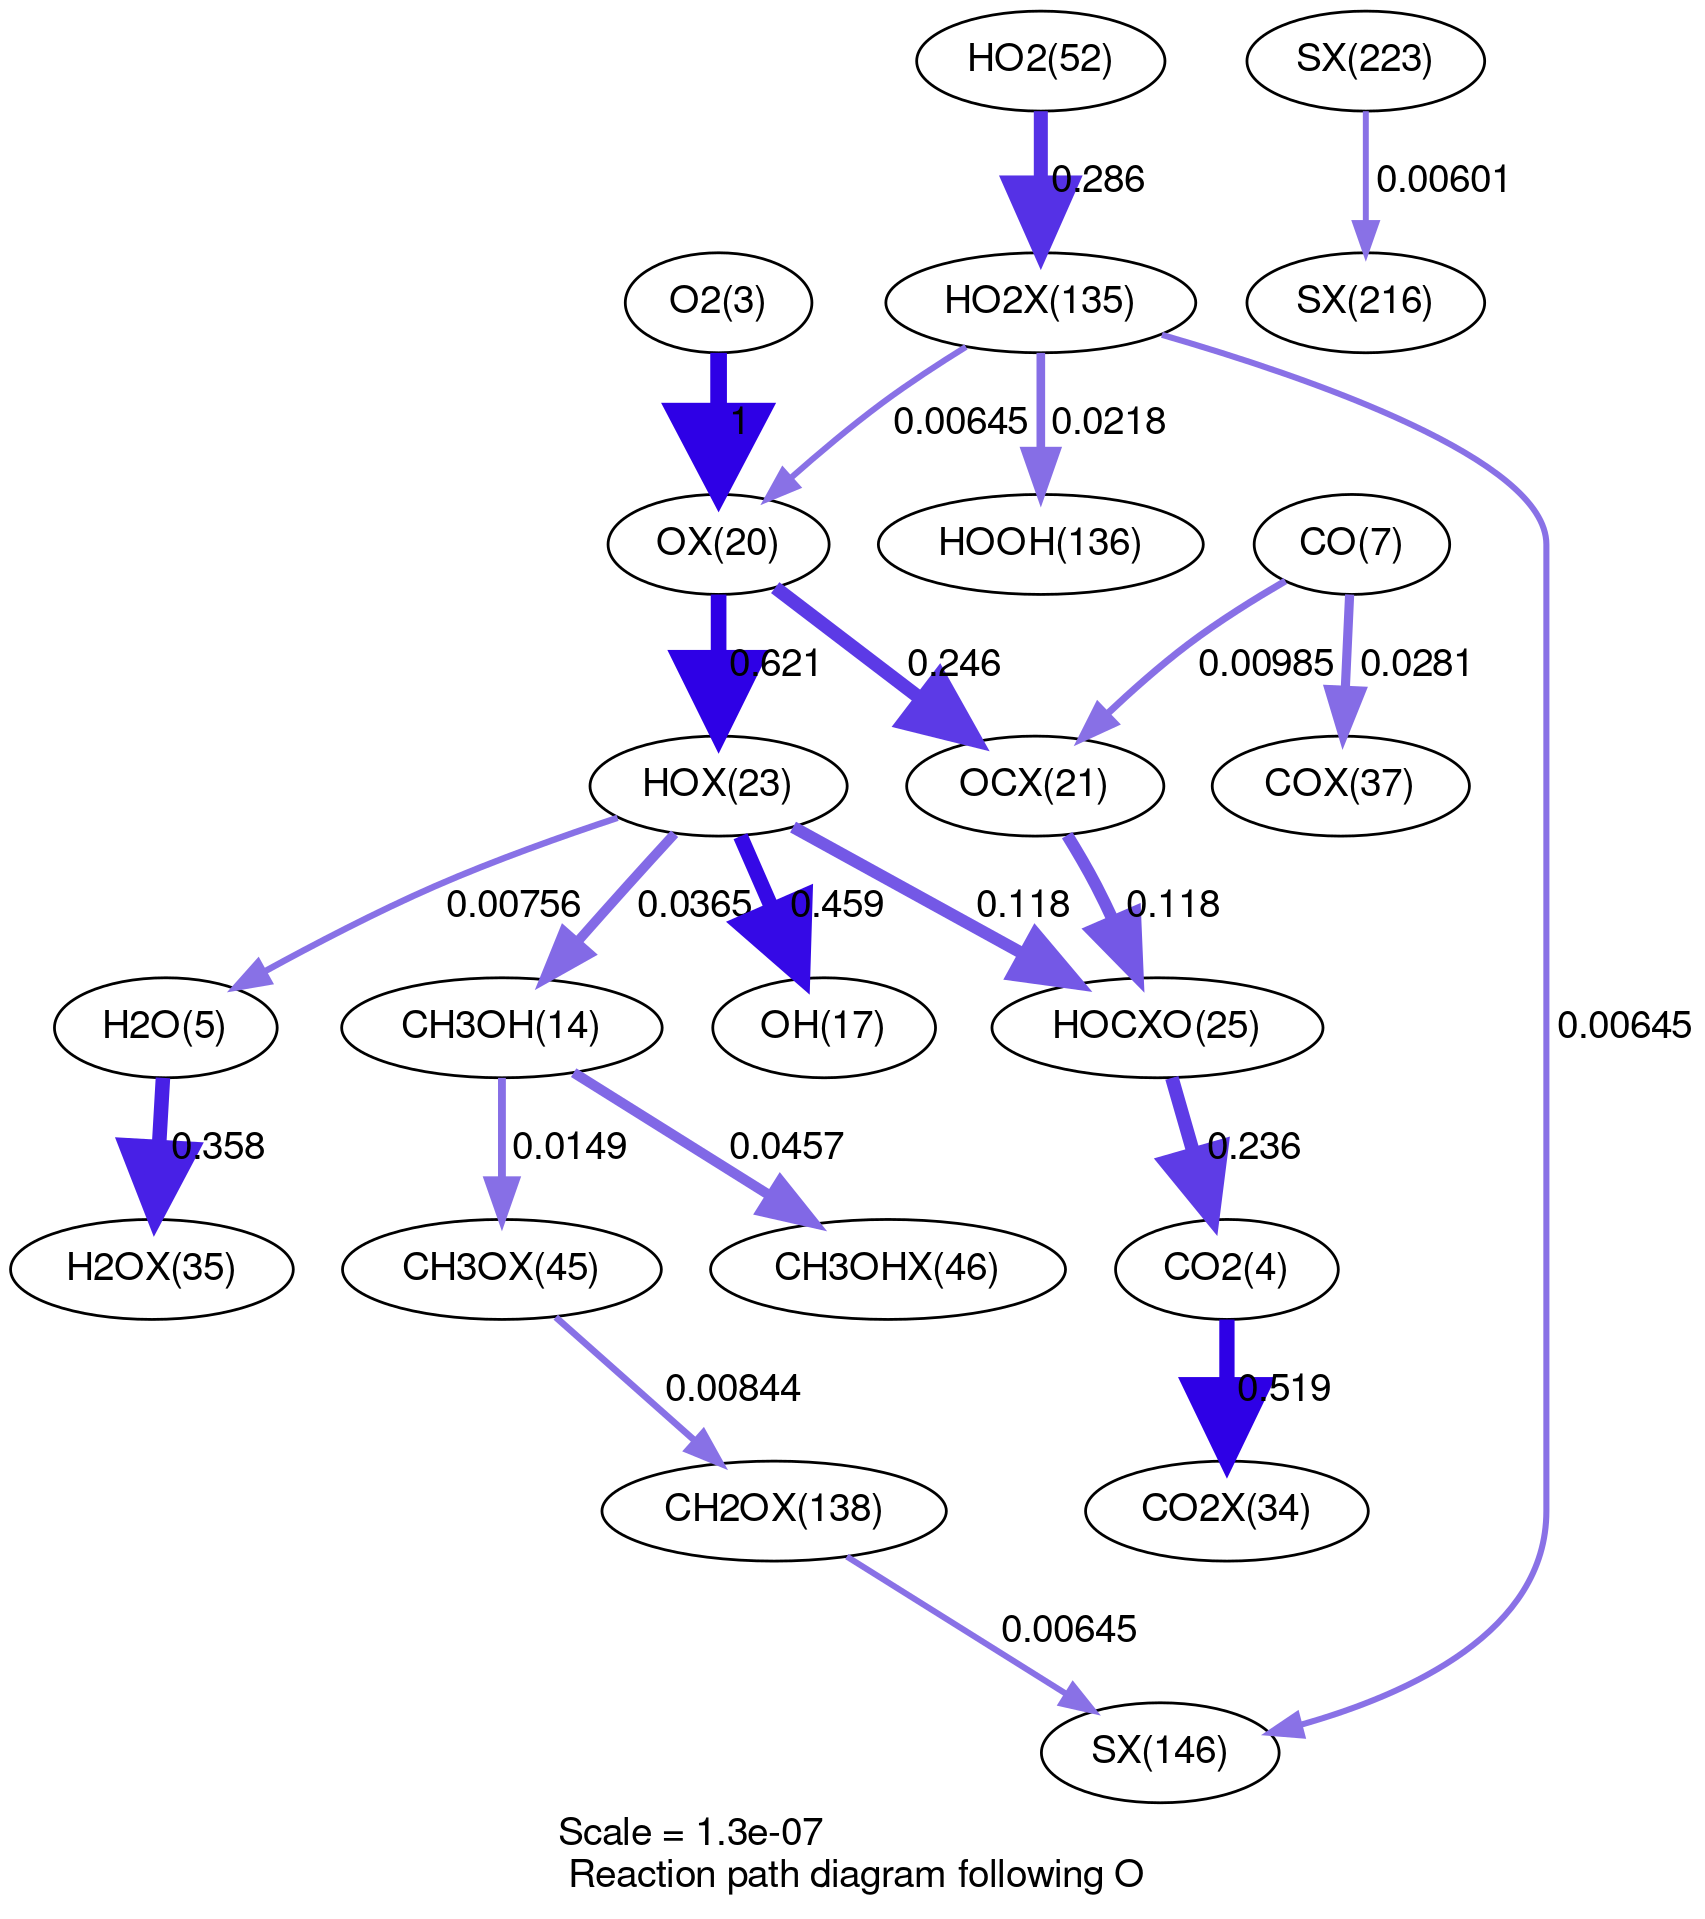 HO2(52)
SX(223)
0.286
0.00601
O2(3)
HO2X(135)
SX(216)
1
0.00645
0.0218
OX(20)
HOOH(136)
CO(7)
0.621
0.246
0.00985
0.0281
HOX(23)
OCX(21)
COX(37)
0.00756
0.0365
0.459
0.118
0.118
H2O(5)
CH3OH(14)
OH(17)
HOCXO(25)
0.00645
0.358
0.0149
0.0457
0.236
H2OX(35)
CH3OX(45)
CH3OHX(46)
CO2(4)
0.00844
0.519
CH2OX(138)
CO2X(34)
0.00645
SX(146)
Scale = 1.3e-07
Reaction path diagram following O